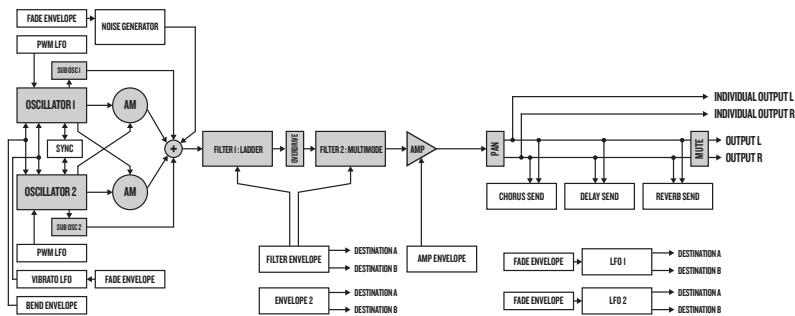 FADE ENVELOPE
NOISE GENERATOR
PWM LFO
SUB OSC 1
OSCILLATOR 1
AM
SYNC
+
FILTER 1 : LADDER
OVERDRIVE
FILTER 2: MULTIMODE
AMP
PAN
MUTE
INDIVIDUAL OUTPUT L
INDIVIDUAL OUTPUT R
OUTPUT L
OUTPUT R
OSCILLATOR 2
AM
SUB OSC 2
CHORUS SEND
DELAY SEND
REVERB SEND
PWM LFO
FILTER ENVELOPE
DESTINATION A
DESTINATION B
AMP ENVELOPE
FADE ENVELOPE
LFO 1
DESTINATION A
DESTINATION B
VIBRATO LFO
FADE ENVELOPE
BEND ENVELOPE
ENVELOPE 2
DESTINATION A
DESTINATION B
FADE ENVELOPE
LFO 2
DESTINATION A
DESTINATION B